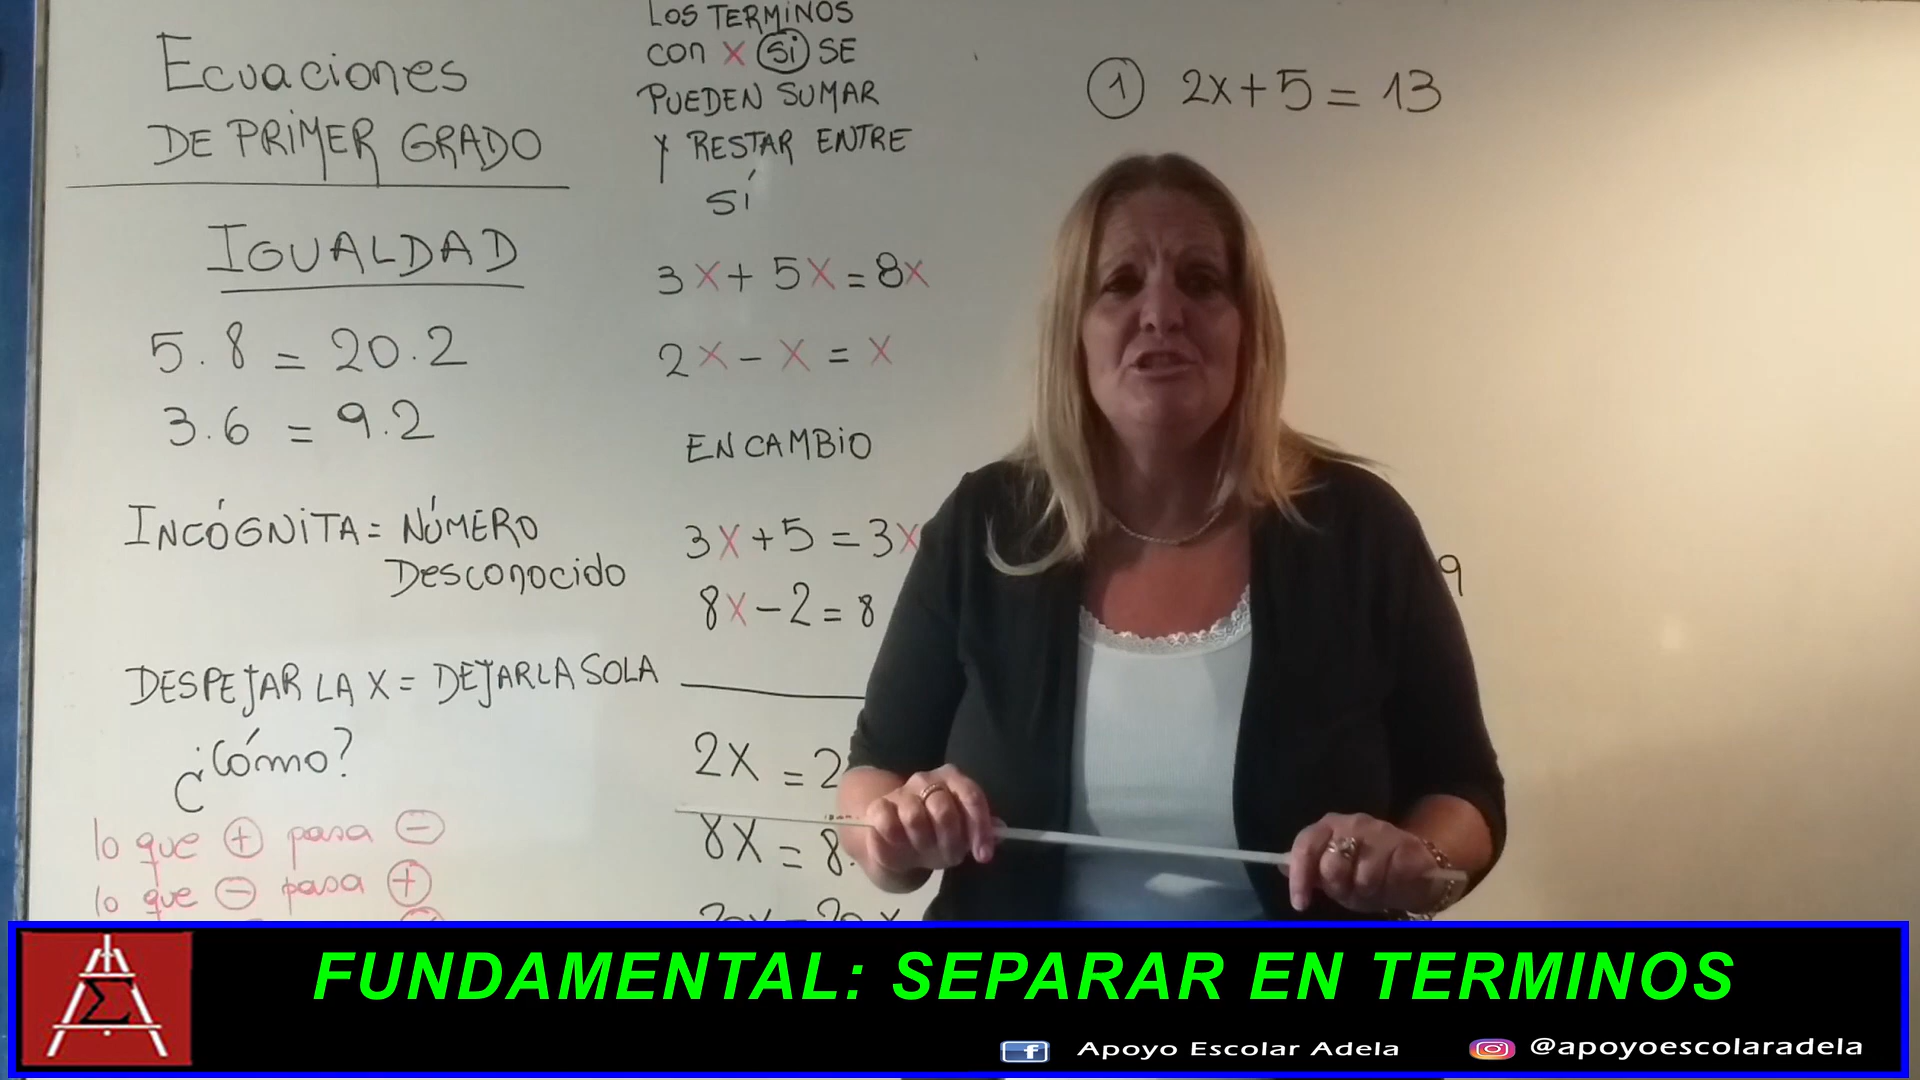 Ecuaciones
DE PRIMER GRADO
IGUALDAD
5.8 = 20.2
3.6 = 9.2
INCÓGNITA = NÚMERO
DESCONOCIDO
DESPEJAR LA X = DEJARLA SOLA
¿Cómo?
lo que + pasa -
lo que - pasa +
LOS TERMINOS
con x Si SE
PUEDEN SUMAR
Y RESTAR ENTRE
SÍ
3x + 5x = 8x
2x - x = x
EN CAMBIO
3x + 5 = 3x
8x - 2 = 8
2x = 2
8x = 8.
1 2x + 5 = 13
9
FUNDAMENTAL: SEPARAR EN TERMINOS
Apoyo Escolar Adela @apoyoescolaradela